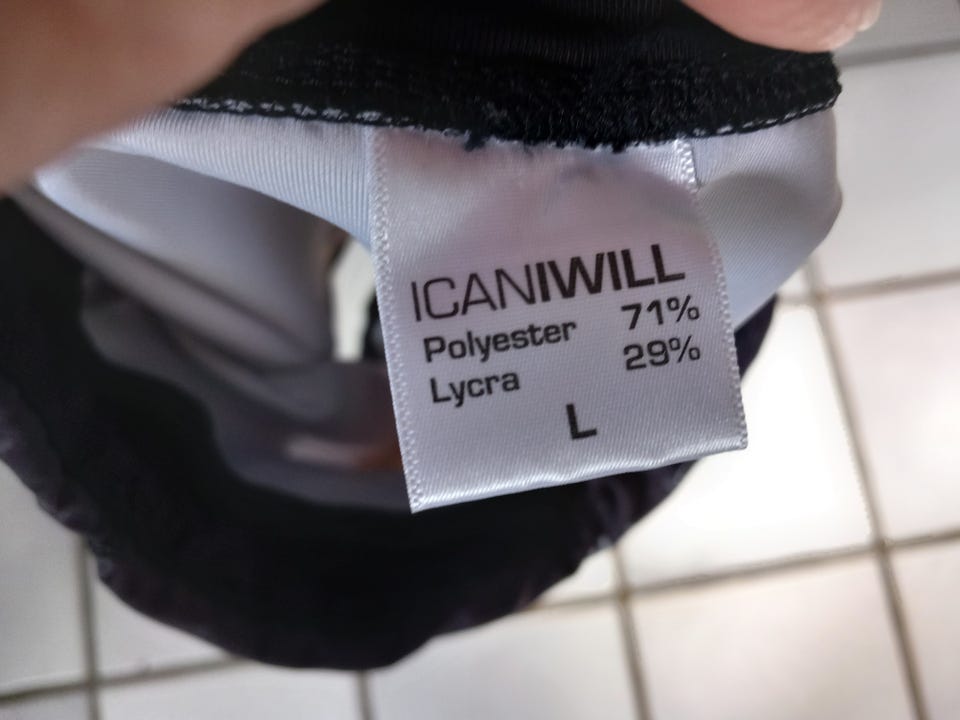 ICANIWILL
Polyester 71%
Lycra 29%
L